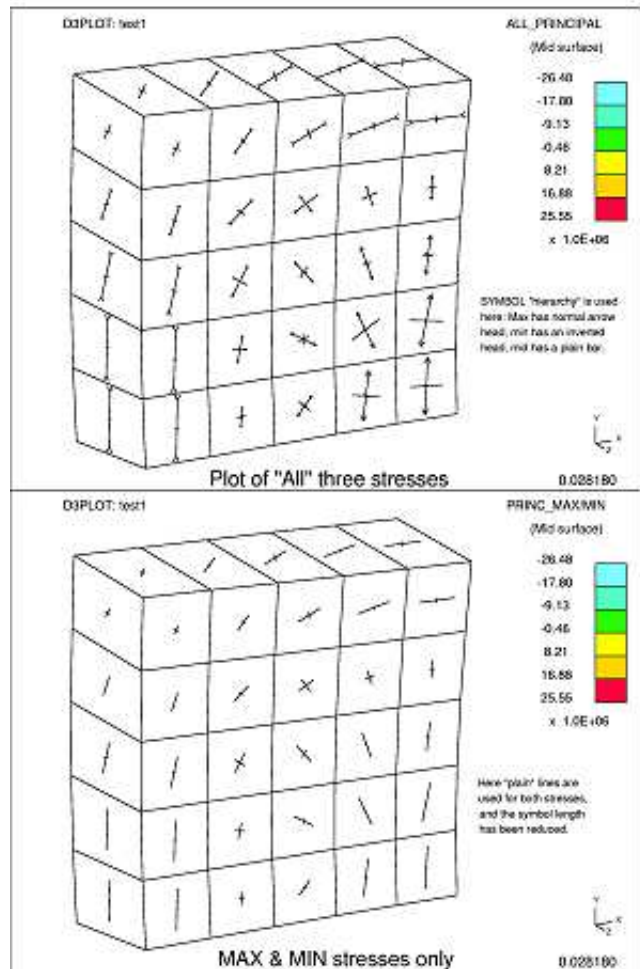 D3PLOT: test1
ALL_PRINCIPAL
(Mid surface)
-26.48
-17.80
-9.13
-0.46
8.21
16.88
25.55
x 1.0E+06
SYMBOL "hierarchy" is used
here: Max has normal arrow
head, min has an inverted
head, mid has a plain bar.
Y
X
Z
Plot of "All" three stresses
0.028180
D3PLOT: test1
PRINC_MAX/MIN
(Mid surface)
-26.48
-17.80
-9.13
-0.46
8.21
16.88
25.55
x 1.0E+06
Here "plain" lines are
used for both stresses,
and the symbol length
has been reduced.
Y
X
Z
MAX & MIN stresses only
0.028180